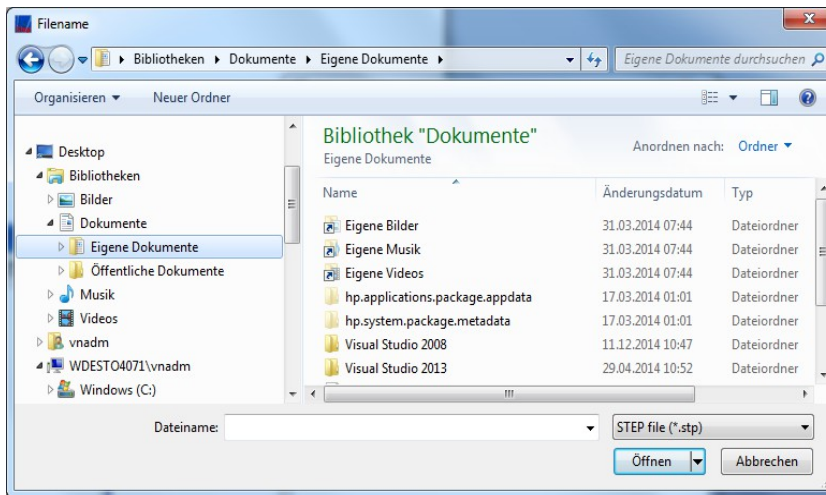 Filename
Bibliotheken Dokumente Eigene Dokumente Eigene Dokumente durchsuchen
Organisieren Neuer Ordner
Desktop
Bibliotheken
Bilder
Dokumente
Eigene Dokumente
Öffentliche Dokumente
Musik
Videos
vnadm
WDESTO4071\vnadm
Windows (C:)
Bibliothek "Dokumente"
Eigene Dokumente
Anordnen nach: Ordner
Name Änderungsdatum Typ
Eigene Bilder 31.03.2014 07:44 Dateiordner
Eigene Musik 31.03.2014 07:44 Dateiordner
Eigene Videos 31.03.2014 07:44 Dateiordner
hp.applications.package.appdata 17.03.2014 01:01 Dateiordner
hp.system.package.metadata 17.03.2014 01:01 Dateiordner
Visual Studio 2008 11.12.2014 10:47 Dateiordner
Visual Studio 2013 29.04.2014 10:52 Dateiordner
Dateiname: STEP file (*.stp)
Öffnen Abbrechen